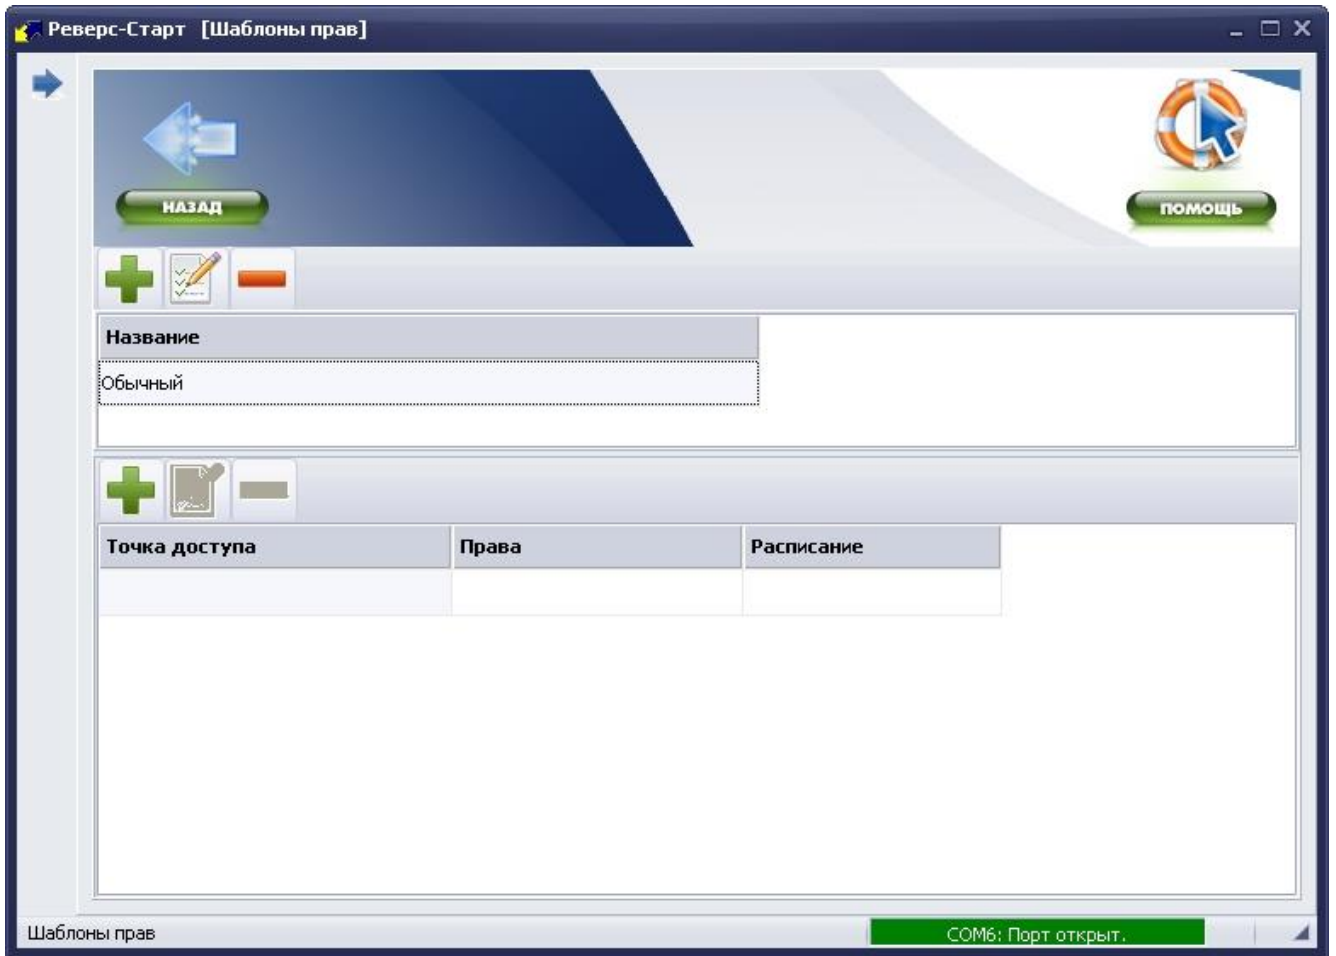 Реверс-Старт [Шаблоны прав]
НАЗАД
ПОМОЩЬ
Название
Обычный
Точка доступа Права Расписание
Шаблоны прав COM6: Порт открыт.